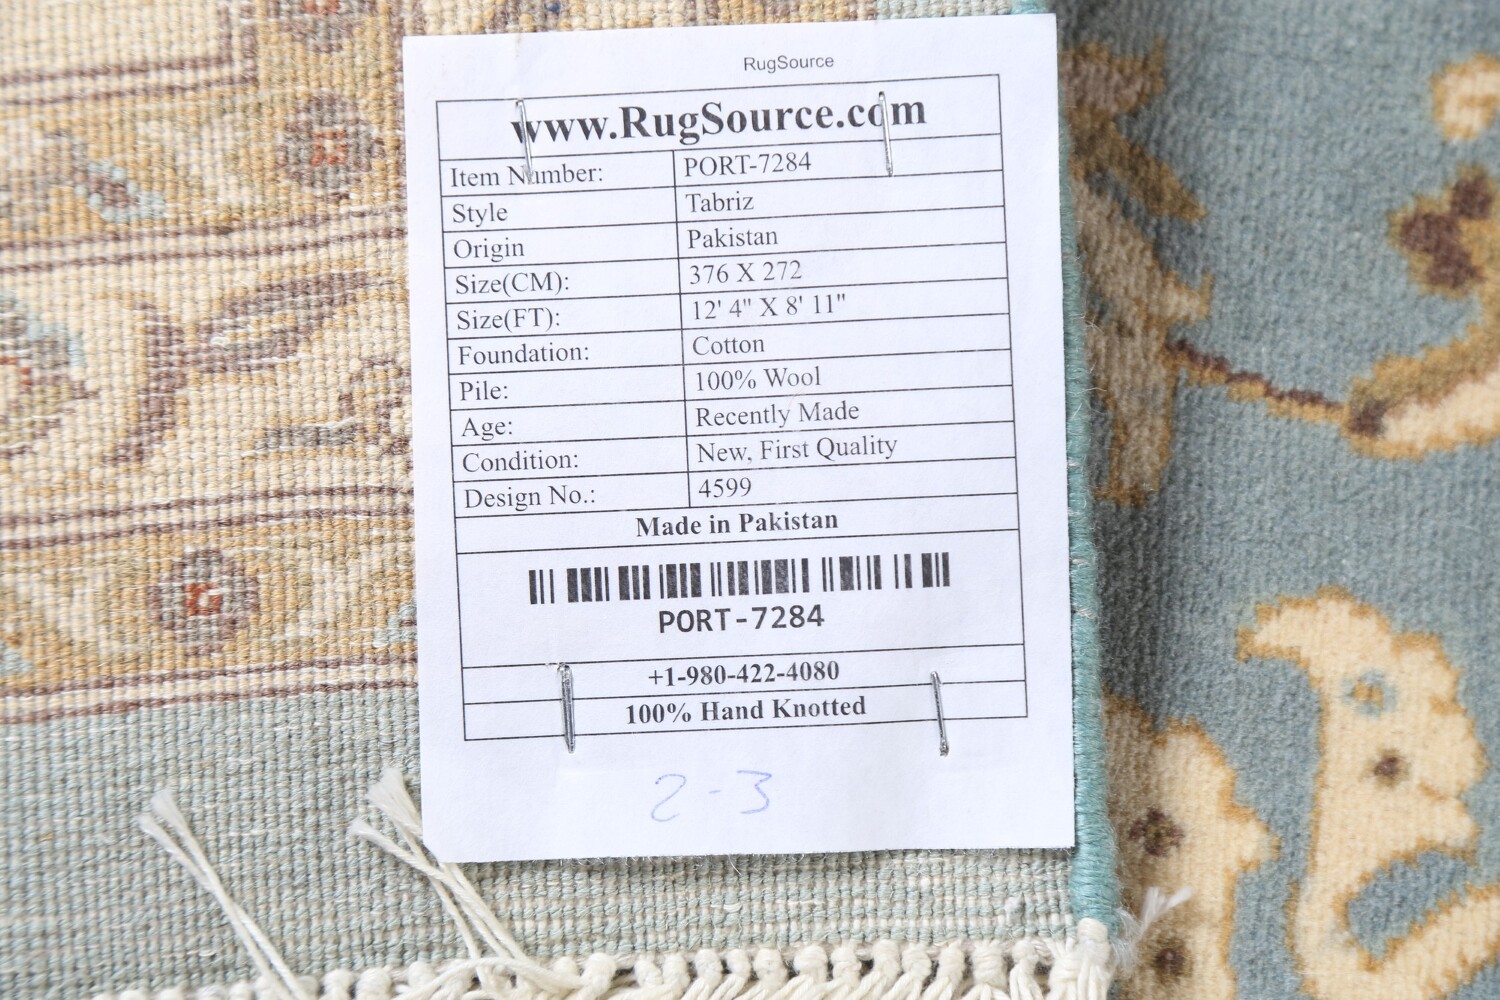 RugSource
www.RugSource.com
Item Number: PORT-7284
Style Tabriz
Origin Pakistan
Size(CM): 376 X 272
Size(FT): 12' 4" X 8' 11"
Foundation: Cotton
Pile: 100% Wool
Age: Recently Made
Condition: New, First Quality
Design No.: 4599
Made in Pakistan
PORT-7284
+1-980-422-4080
100% Hand Knotted
2-3